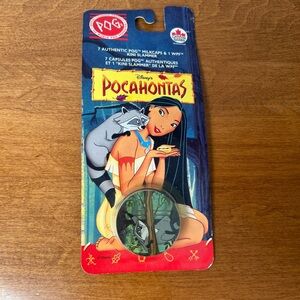 POG
7 AUTHENTIC POG MILKCAPS & 1 WPF
KINI SLAMMER
7 CAPSULES POG AUTHENTIQUES
ET 1 "KINI SLAMMER" DE LA WPF
Disney's
POCAHONTAS